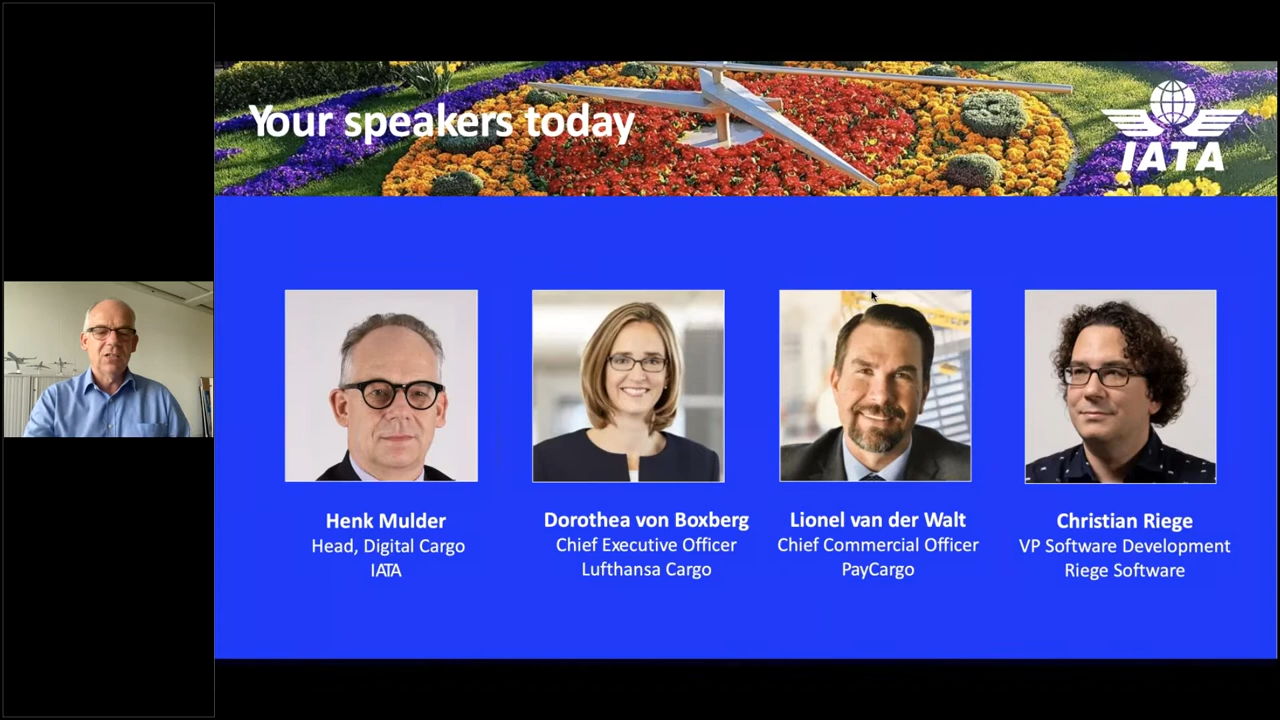 Your speakers today
IATA
Henk Mulder
Head, Digital Cargo
IATA
Dorothea von Boxberg
Chief Executive Officer
Lufthansa Cargo
Lionel van der Walt
Chief Commercial Officer
PayCargo
Christian Riege
VP Software Development
Riege Software